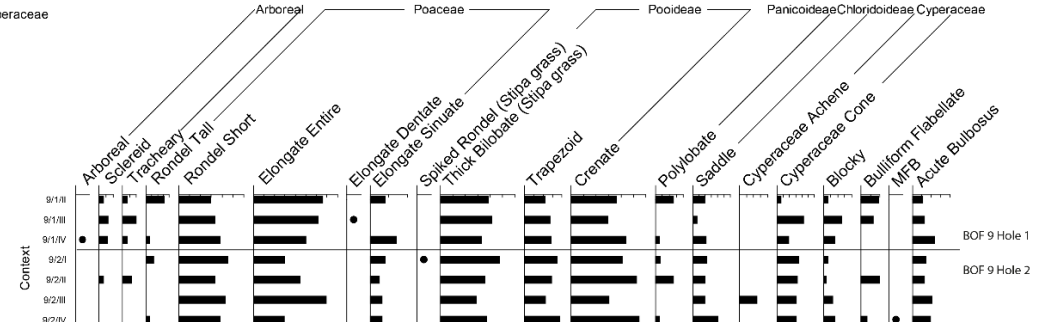 eraceae
Arboreal
Poaceae
Pooideae
Panicoideae
Chloridoideae
Cyperaceae
Arboreal
Sclereid
Tracheary
Rondel Tall
Rondel Short
Elongate Entire
Elongate Dentate
Elongate Sinuate
Spiked Rondel (Stipa grass)
Thick Bilobate (Stipa grass)
Trapezoid
Crenate
Polylobate
Saddle
Cyperaceae Achene
Cyperaceae Cone
Blocky
Bulliform Flabellate
MFB
Acute Bulbosus
Context
9/1/II
9/1/III
9/1/IV
BOF 9 Hole 1
9/2/I
BOF 9 Hole 2
9/2/II
9/2/III
9/2/IV